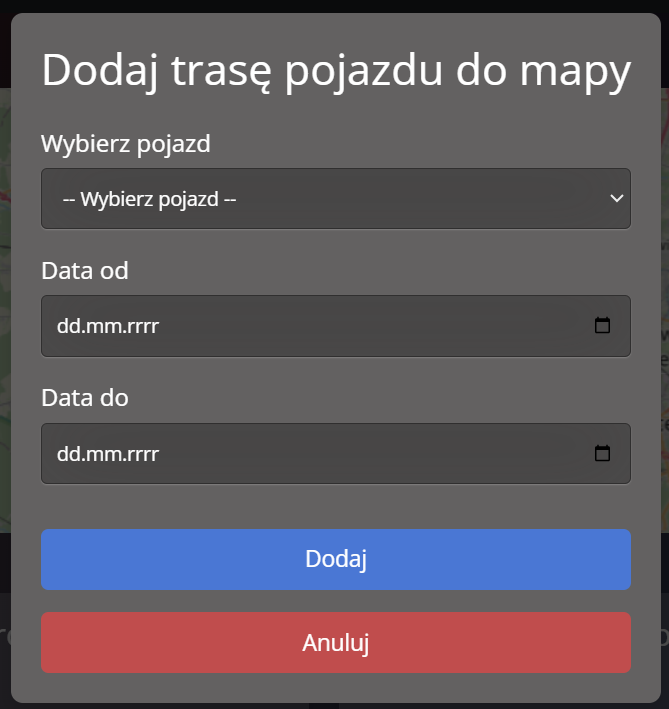 Dodaj trasę pojazdu do mapy
Wybierz pojazd
-- Wybierz pojazd --
Data od
dd.mm.rrrr
Data do
dd.mm.rrrr
Dodaj
Anuluj